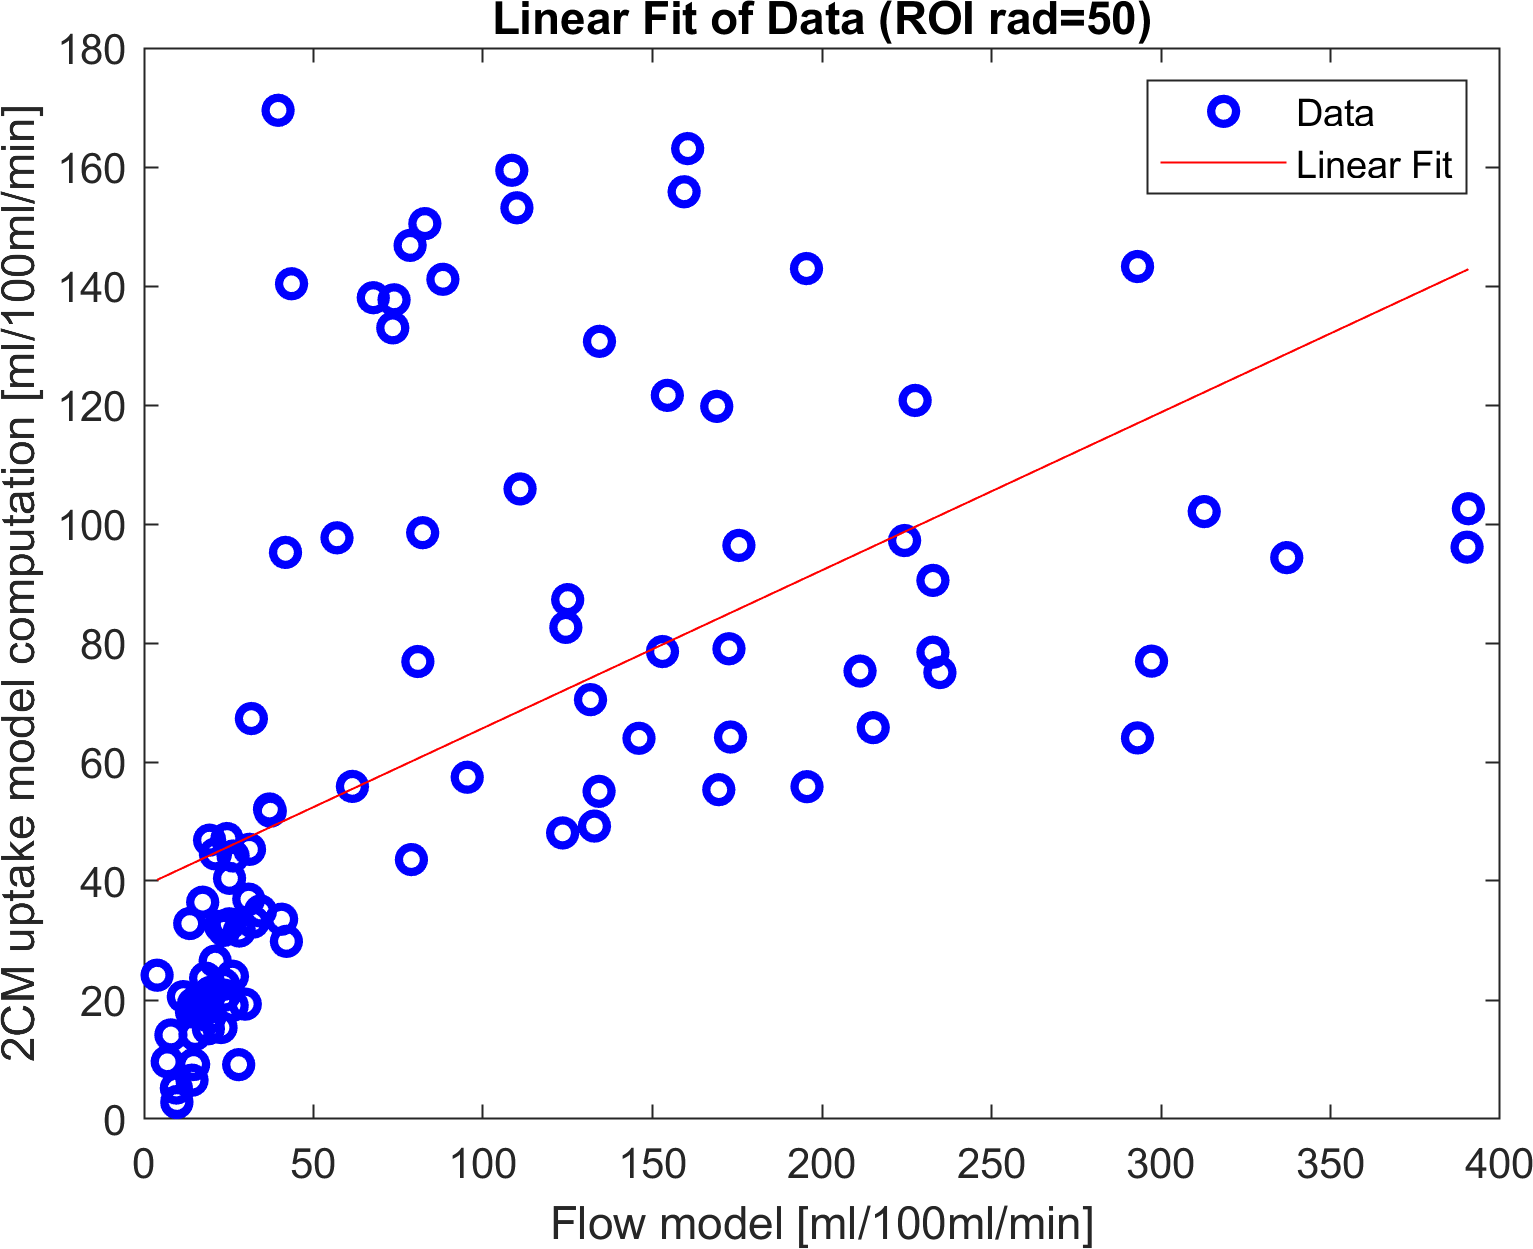 Linear Fit of Data (ROI rad=50)
180
160
140
120
100
80
60
40
20
0
2CM uptake model computation [ml/100ml/min]
Data
Linear Fit
0 50 100 150 200 250 300 350 400
Flow model [ml/100ml/min]